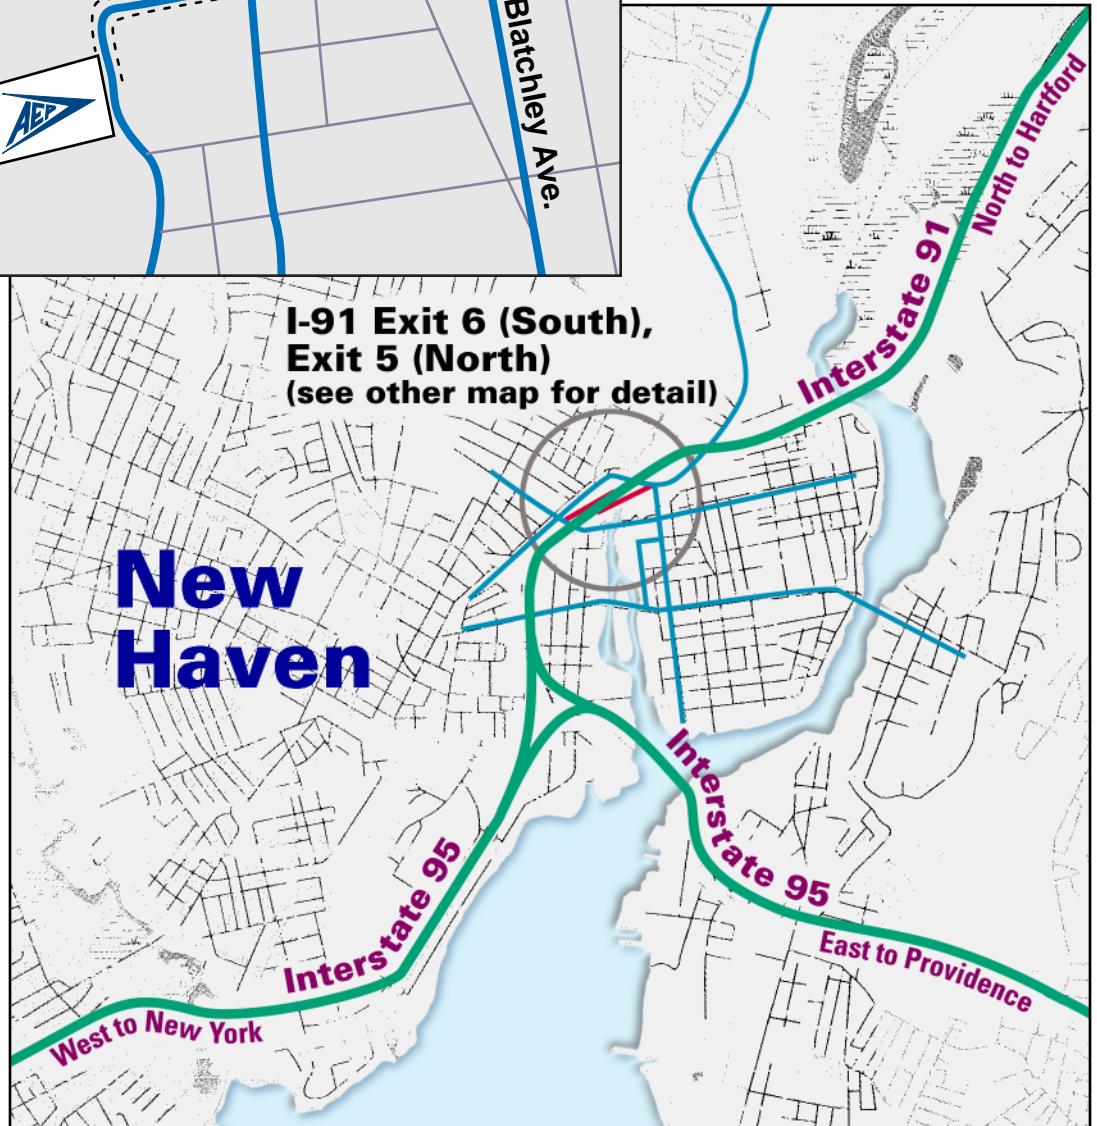 AEP
Blatchley Ave.
North to Hartford
Interstate 91
I-91 Exit 6 (South),
Exit 5 (North)
(see other map for detail)
New
Haven
Interstate 95
East to Providence
Interstate 95
West to New York